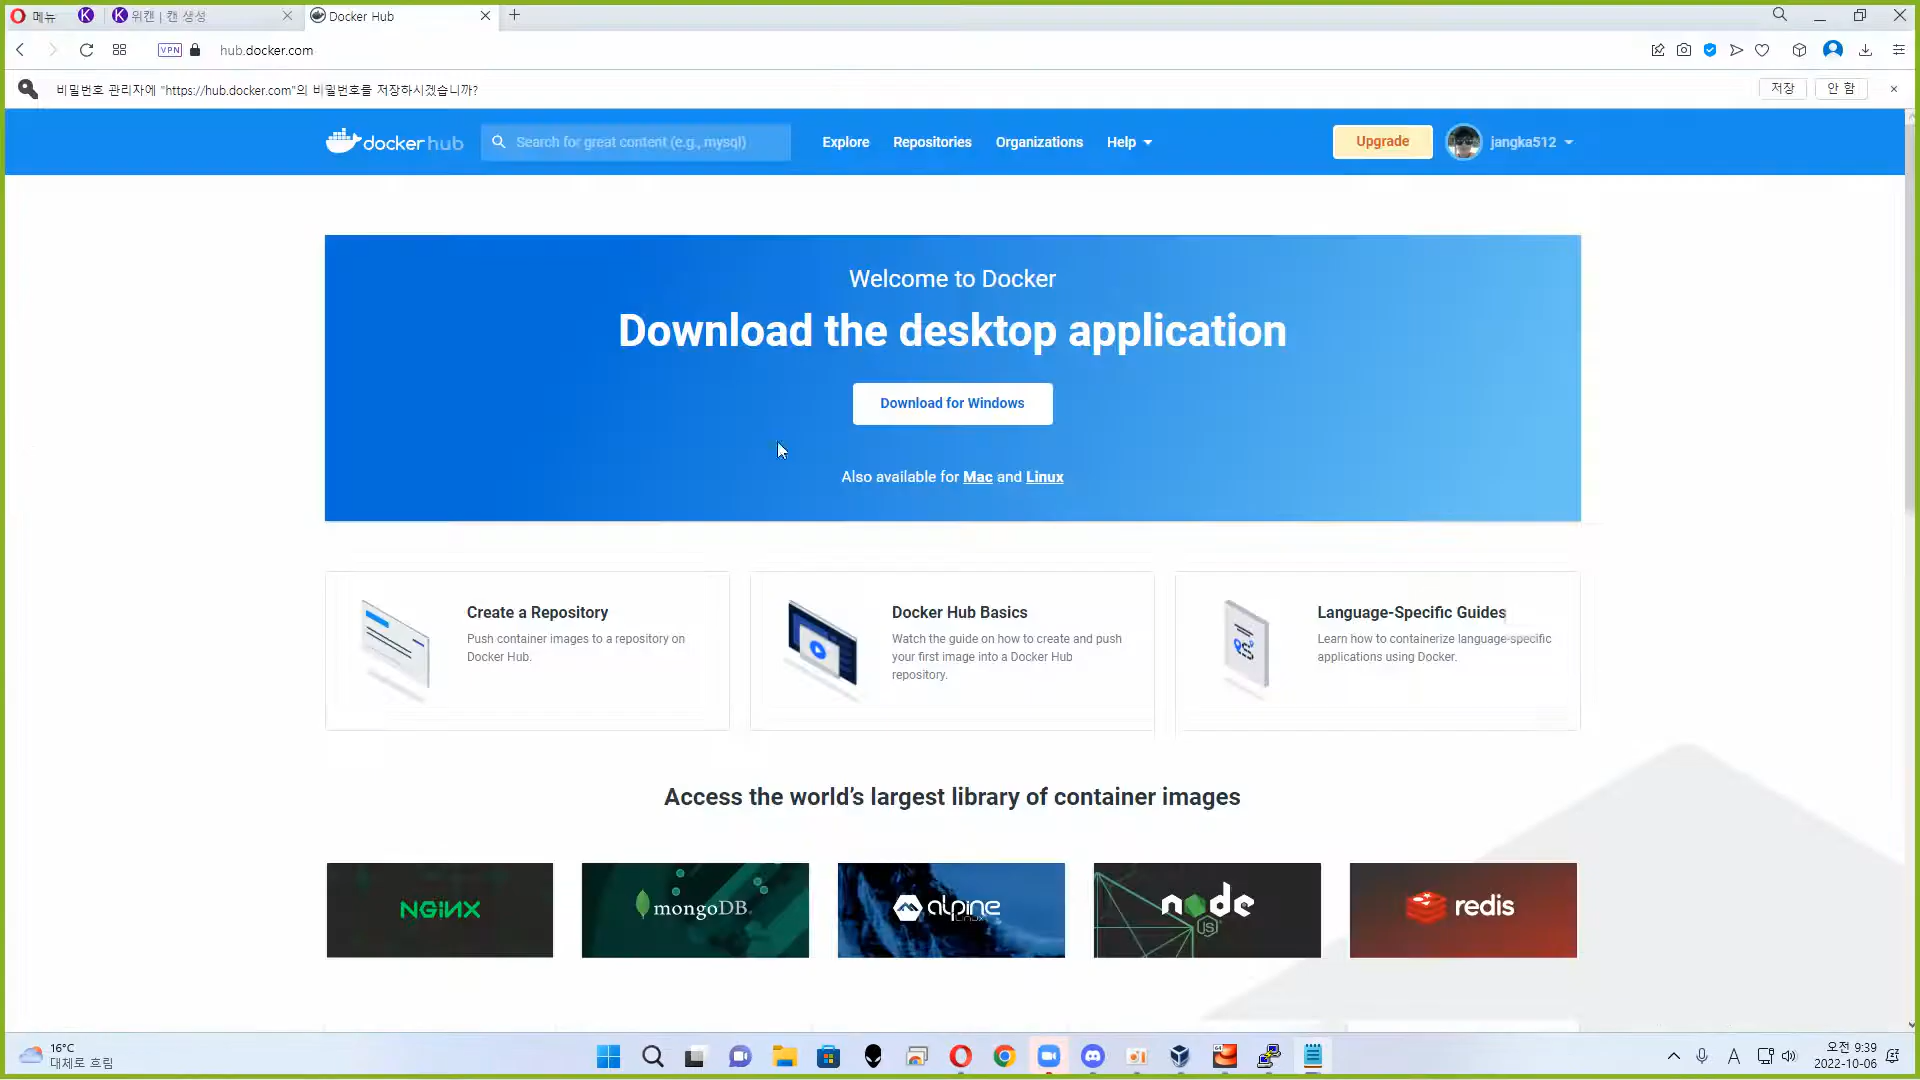 메뉴
위캔 | 캔 생성
Docker Hub
VPN
hub.docker.com
비밀번호 관리자에 "https://hub.docker.com"의 비밀번호를 저장하시겠습니까?
저장
안 함
docker hub
Search for great content (e.g., mysql)
Explore
Repositories
Organizations
Help
Upgrade
jangka512
Welcome to Docker
Download the desktop application
Download for Windows
Also available for Mac and Linux
Create a Repository
Push container images to a repository on
Docker Hub.
Docker Hub Basics
Watch the guide on how to create and push
your first image into a Docker Hub
repository.
Language-Specific Guides
Learn how to containerize language-specific
applications using Docker.
Access the world's largest library of container images
NGINX
mongoDB.
alpine
Linux
node
JS
redis
16°C
대체로 흐림
A
오전 9:39
2022-10-06